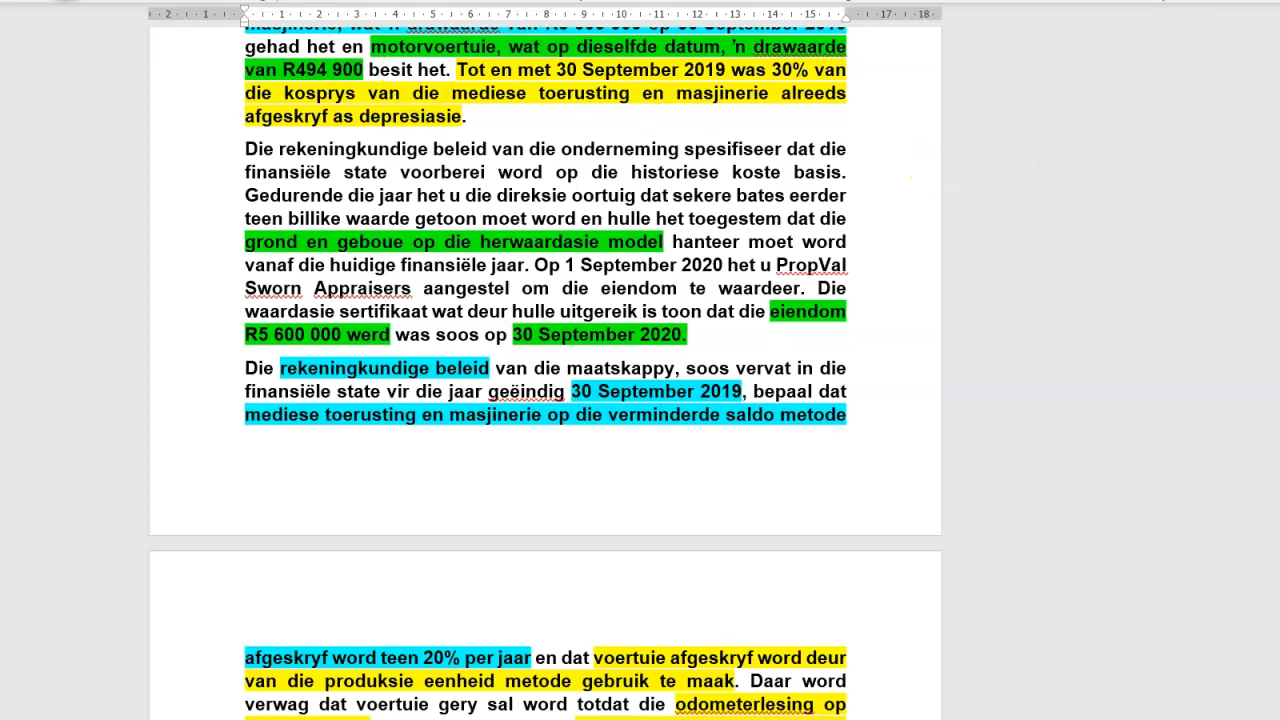 gehad het en motorvoertuie, wat op dieselfde datum, 'n drawaarde
van R494 900 besit het. Tot en met 30 September 2019 was 30% van
die kosprys van die mediese toerusting en masjinerie alreeds
afgeskryf as depresiasie.
Die rekeningkundige beleid van die onderneming spesifiseer dat die
finansiële state voorberei word op die historiese koste basis.
Gedurende die jaar het u die direksie oortuig dat sekere bates eerder
teen billike waarde getoon moet word en hulle het toegestem dat die
grond en geboue op die herwaardasie model hanteer moet word
vanaf die huidige finansiële jaar. Op 1 September 2020 het u PropVal
Sworn Appraisers aangestel om die eiendom te waardeer. Die
waardasie sertifikaat wat deur hulle uitgereik is toon dat die eiendom
R5 600 000 werd was soos op 30 September 2020.
Die rekeningkundige beleid van die maatskappy, soos vervat in die
finansiële state vir die jaar geëindig 30 September 2019, bepaal dat
mediese toerusting en masjinerie op die verminderde saldo metode
afgeskryf word teen 20% per jaar en dat voertuie afgeskryf word deur
van die produksie eenheid metode gebruik te maak. Daar word
verwag dat voertuie gery sal word totdat die odometerlesing op